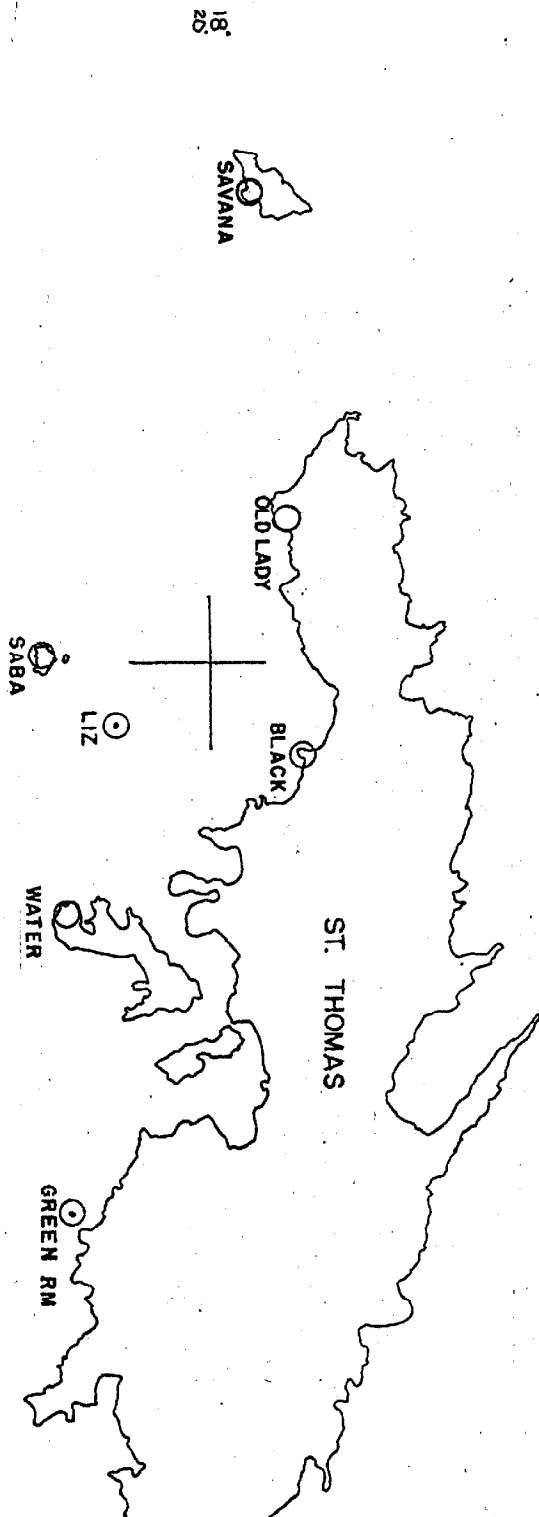 18°
20'
SAVANA
OLD LADY
SABA
LIZ
BLACK
WATER
ST. THOMAS
GREEN RM